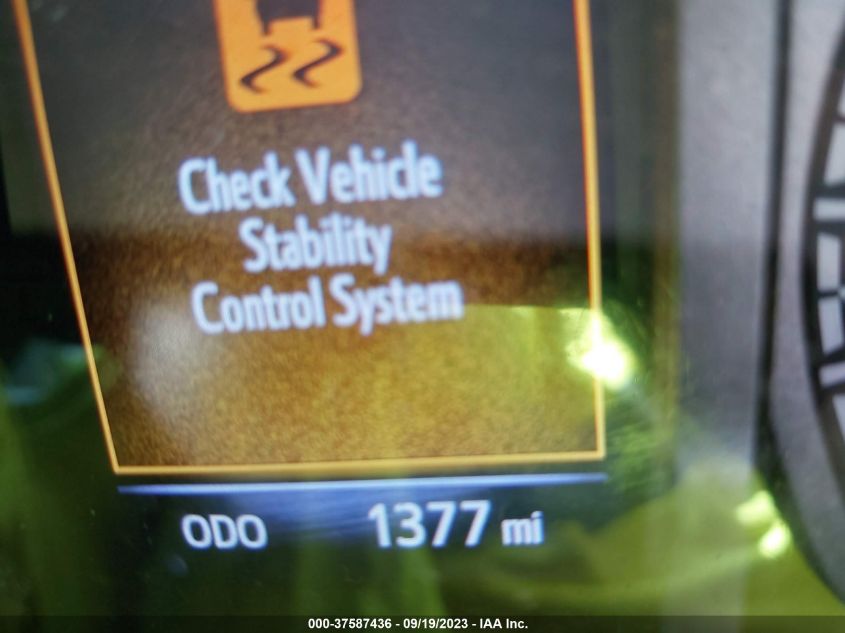 Check Vehicle
Stability
Control System
ODO 1377 mi
000-37587436 - 09/19/2023 - IAA Inc.